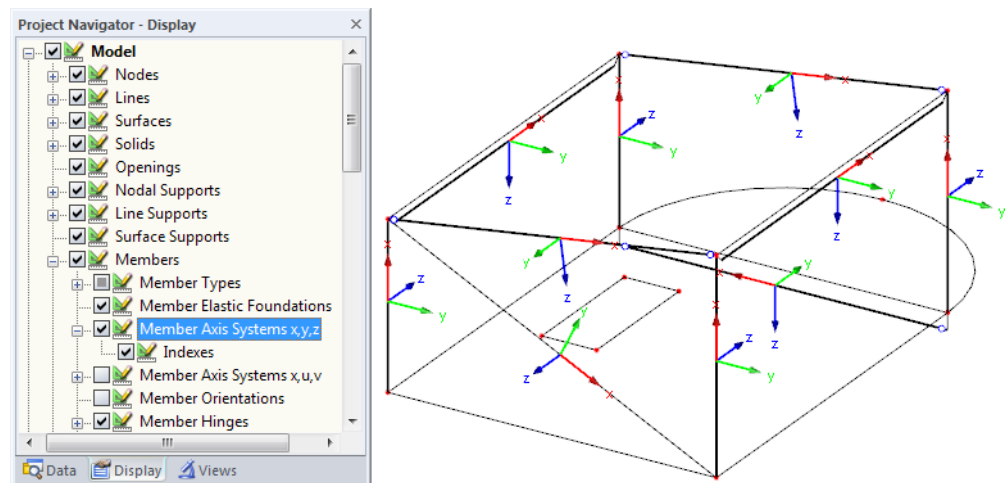 Project Navigator - Display
Model
Nodes
Lines
Surfaces
Solids
Openings
Nodal Supports
Line Supports
Surface Supports
Members
Member Types
Member Elastic Foundations
Member Axis Systems x,y,z
Indexes
Member Axis Systems x,u,v
Member Orientations
Member Hinges
Data Display Views
x
y
z
x
z
y
x
y
z
x
z
y
x
y
z
x
y
z
x
z
y
x
y
z
x
y
z
x
z
y